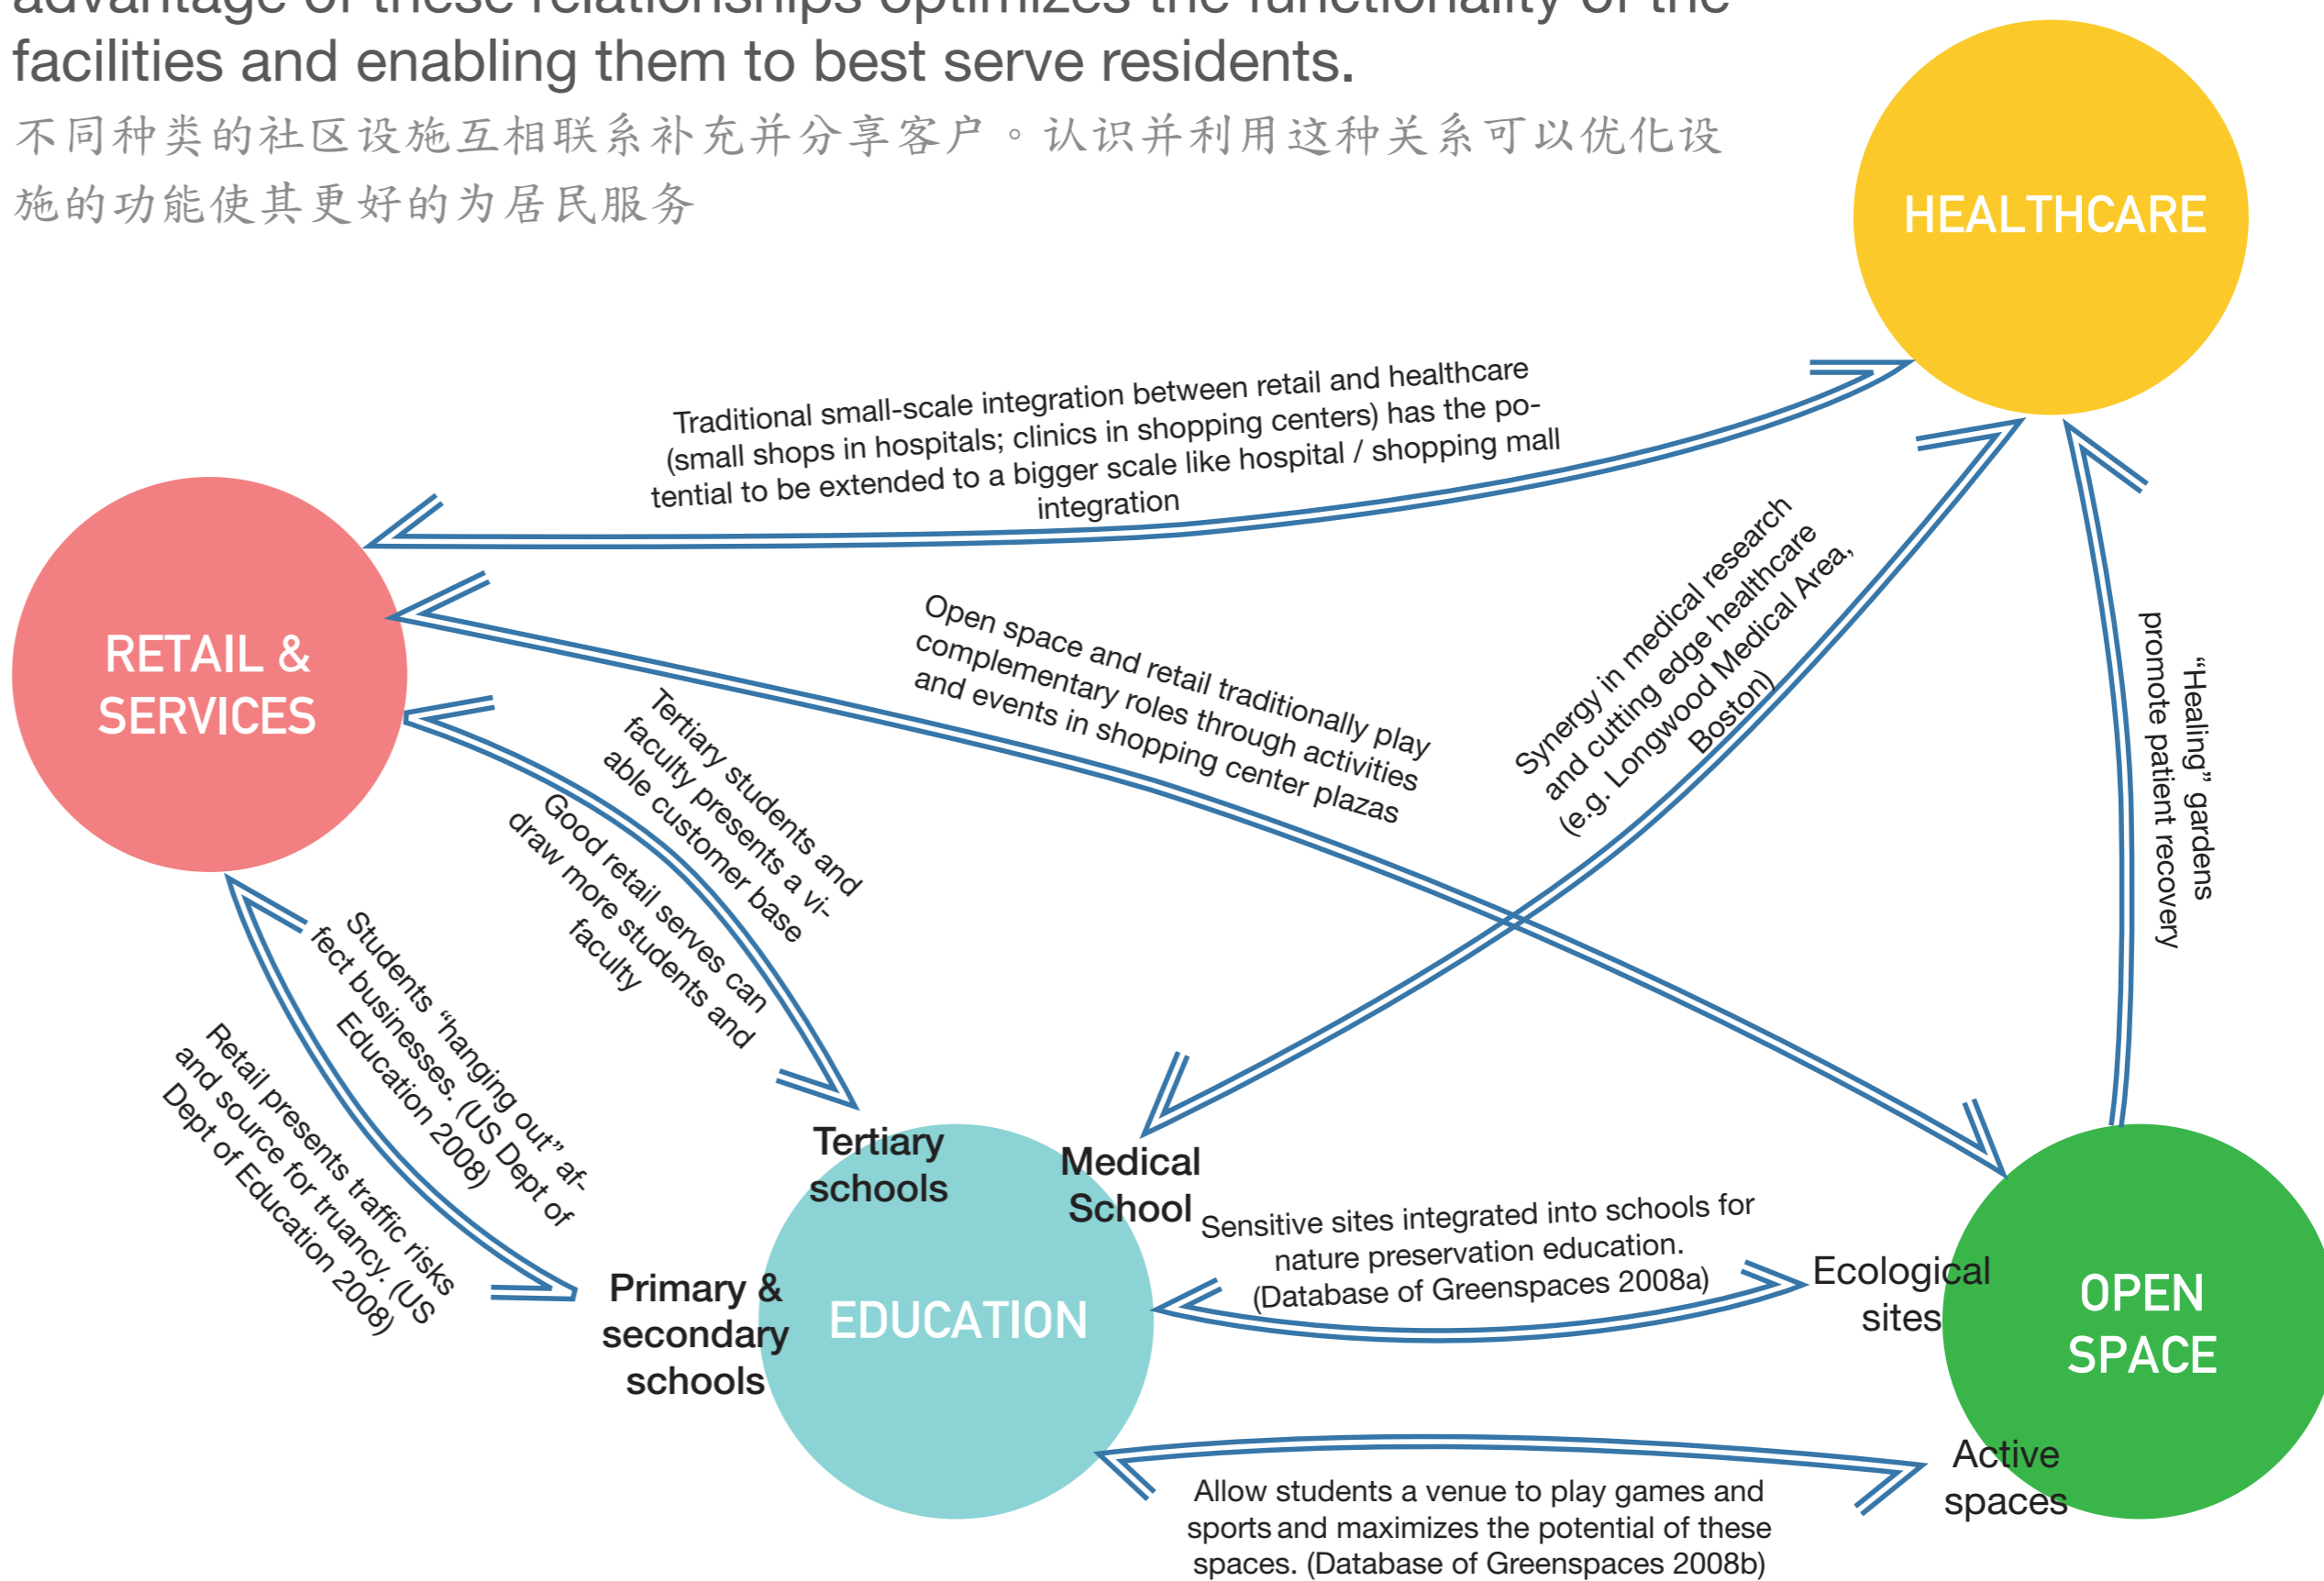 advantage of these relationships optimizes the functionality of the
facilities and enabling them to best serve residents.
不同种类的社区设施互相联系补充并分享客户。认识并利用这种关系可以优化设
施的功能使其更好的为居民服务
HEALTHCARE
Traditional small-scale integration between retail and healthcare
(small shops in hospitals; clinics in shopping centers) has the po-
tential to be extended to a bigger scale like hospital / shopping mall
integration
RETAIL &
SERVICES
Open space and retail traditionally play
complementary roles through activities
and events in shopping center plazas
Synergy in medical research
and cutting edge healthcare
(e.g. Longwood Medical Area,
Boston)
“Healing” gardens
promote patient recovery
Tertiary students and
faculty presents a vi-
able customer base
Good retail serves can
draw more students and
faculty
Students “hanging out” af-
fect businesses. (US Dept of
Education 2008)
Retail presents traffic risks
and source for truancy. (US
Dept of Education 2008)
Tertiary
schools
Medical
School
Primary &
secondary
schools
EDUCATION
Sensitive sites integrated into schools for
nature preservation education.
(Database of Greenspaces 2008a)
Ecological
sites
OPEN
SPACE
Active
spaces
Allow students a venue to play games and
sports and maximizes the potential of these
spaces. (Database of Greenspaces 2008b)